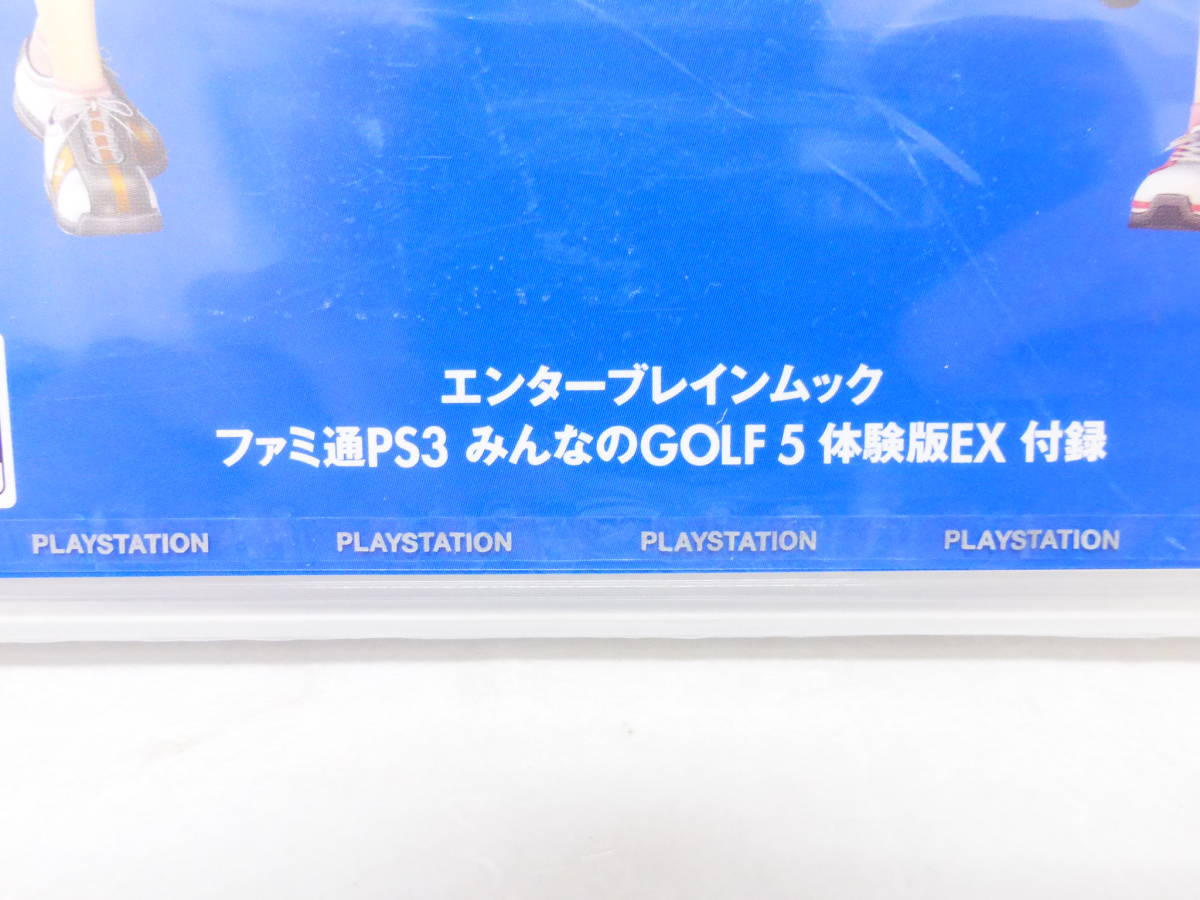 エンターブレインムック
ファミ通PS3 みんなのGOLF 5 体験版EX 付録
PLAYSTATION PLAYSTATION PLAYSTATION PLAYSTATION